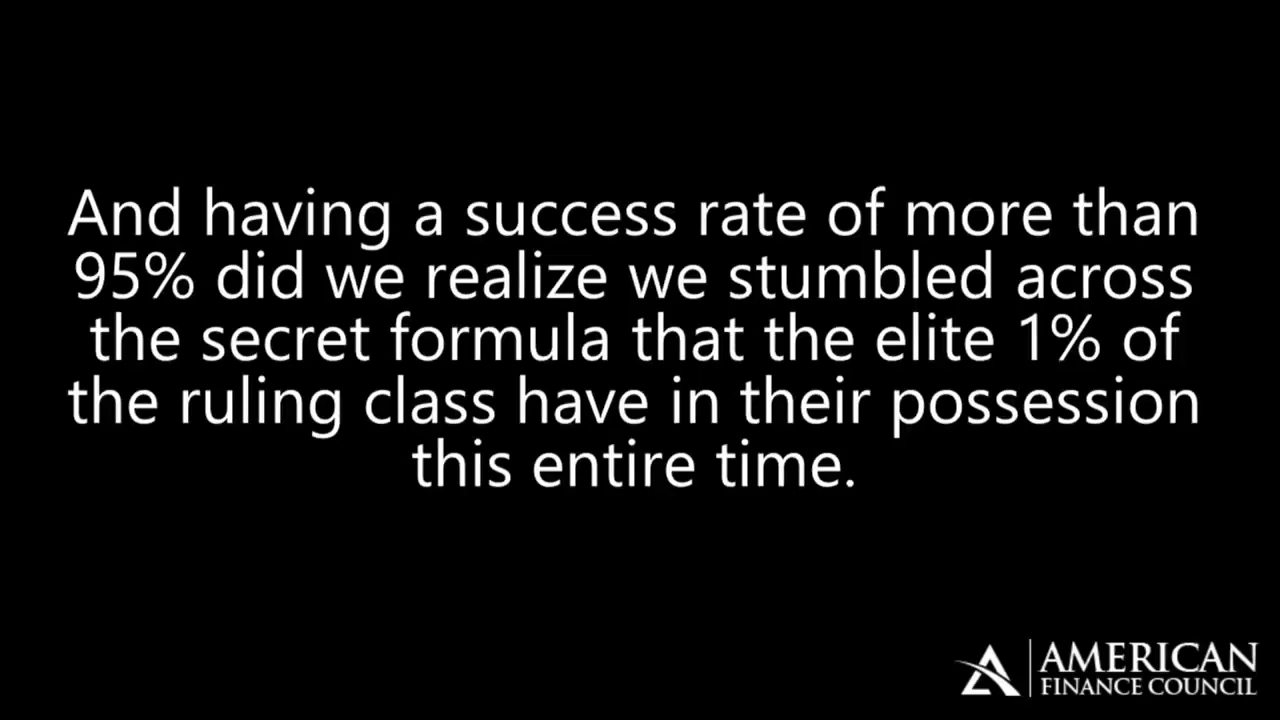 And having a success rate of more than
95% did we realize we stumbled across
the secret formula that the elite 1% of
the ruling class have in their possession
this entire time.
AMERICAN
FINANCE COUNCIL